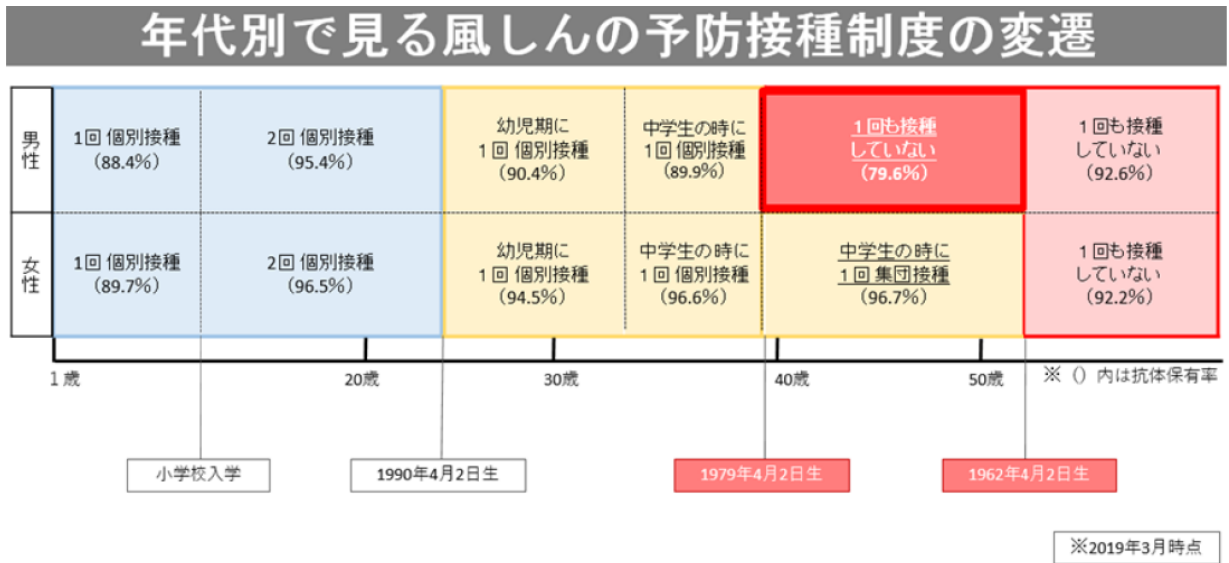 年代別で見る風しんの予防接種制度の変遷
男性
1回 個別接種
(88.4%)
2回 個別接種
(95.4%)
幼児期に
1回 個別接種
(90.4%)
中学生の時に
1回 個別接種
(89.9%)
1回も接種
していない
(79.6%)
1回も接種
していない
(92.6%)
女性
1回 個別接種
(89.7%)
2回 個別接種
(96.5%)
幼児期に
1回 個別接種
(94.5%)
中学生の時に
1回 個別接種
(96.6%)
中学生の時に
1回 集団接種
(96.7%)
1回も接種
していない
(92.2%)
1歳
20歳
30歳
40歳
50歳
※ () 内は抗体保有率
小学校入学
1990年4月2日生
1979年4月2日生
1962年4月2日生
※2019年3月時点